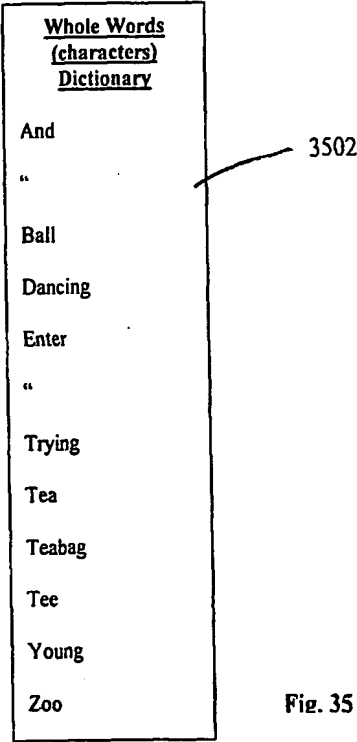 Whole Words
(characters)
Dictionary
And
“
3502
Ball
Dancing
Enter
“
Trying
Tea
Teabag
Tee
Young
Zoo
Fig. 35